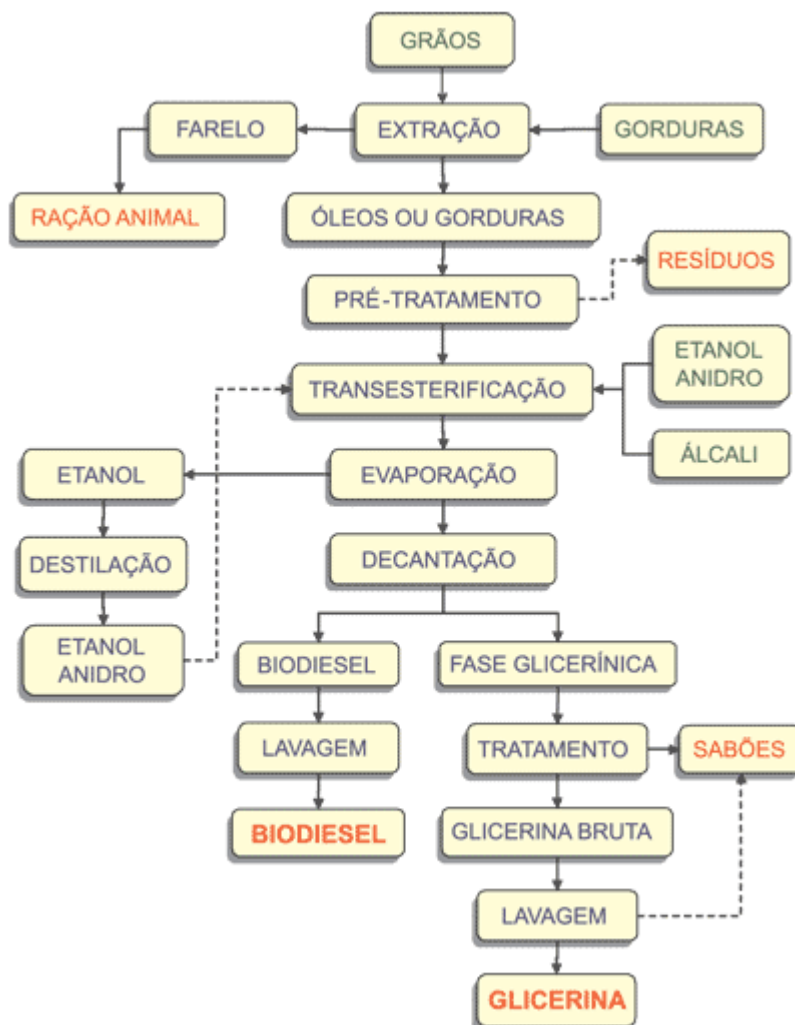 GRÃOS
FARELO
EXTRAÇÃO
GORDURAS
RAÇÃO ANIMAL
ÓLEOS OU GORDURAS
RESÍDUOS
PRÉ-TRATAMENTO
ETANOL
ANIDRO
TRANSESTERIFICAÇÃO
ÁLCALI
ETANOL
EVAPORAÇÃO
DESTILAÇÃO
DECANTAÇÃO
ETANOL
ANIDRO
BIODIESEL
FASE GLICERÍNICA
LAVAGEM
TRATAMENTO
SABÕES
BIODIESEL
GLICERINA BRUTA
LAVAGEM
GLICERINA